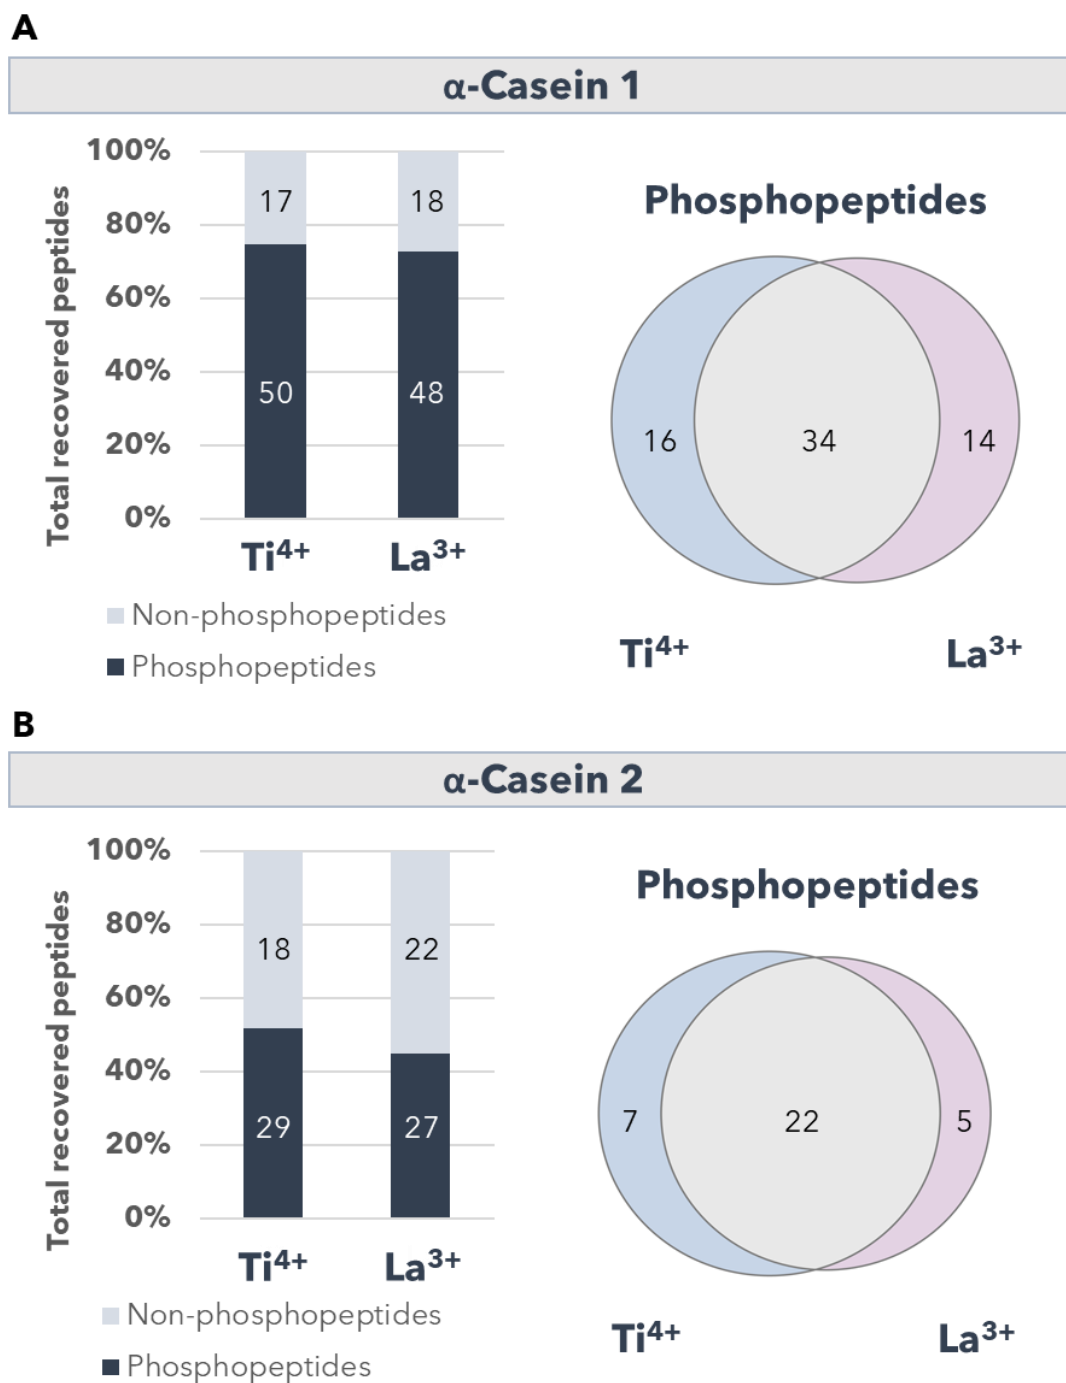 A
α-Casein 1
Total recovered peptides
100%
80%
60%
40%
20%
0%
17
18
50
48
Ti⁴⁺
La³⁺
Non-phosphopeptides
Phosphopeptides
Phosphopeptides
16
34
14
Ti⁴⁺
La³⁺
B
α-Casein 2
Total recovered peptides
100%
80%
60%
40%
20%
0%
18
22
29
27
Ti⁴⁺
La³⁺
Non-phosphopeptides
Phosphopeptides
Phosphopeptides
7
22
5
Ti⁴⁺
La³⁺